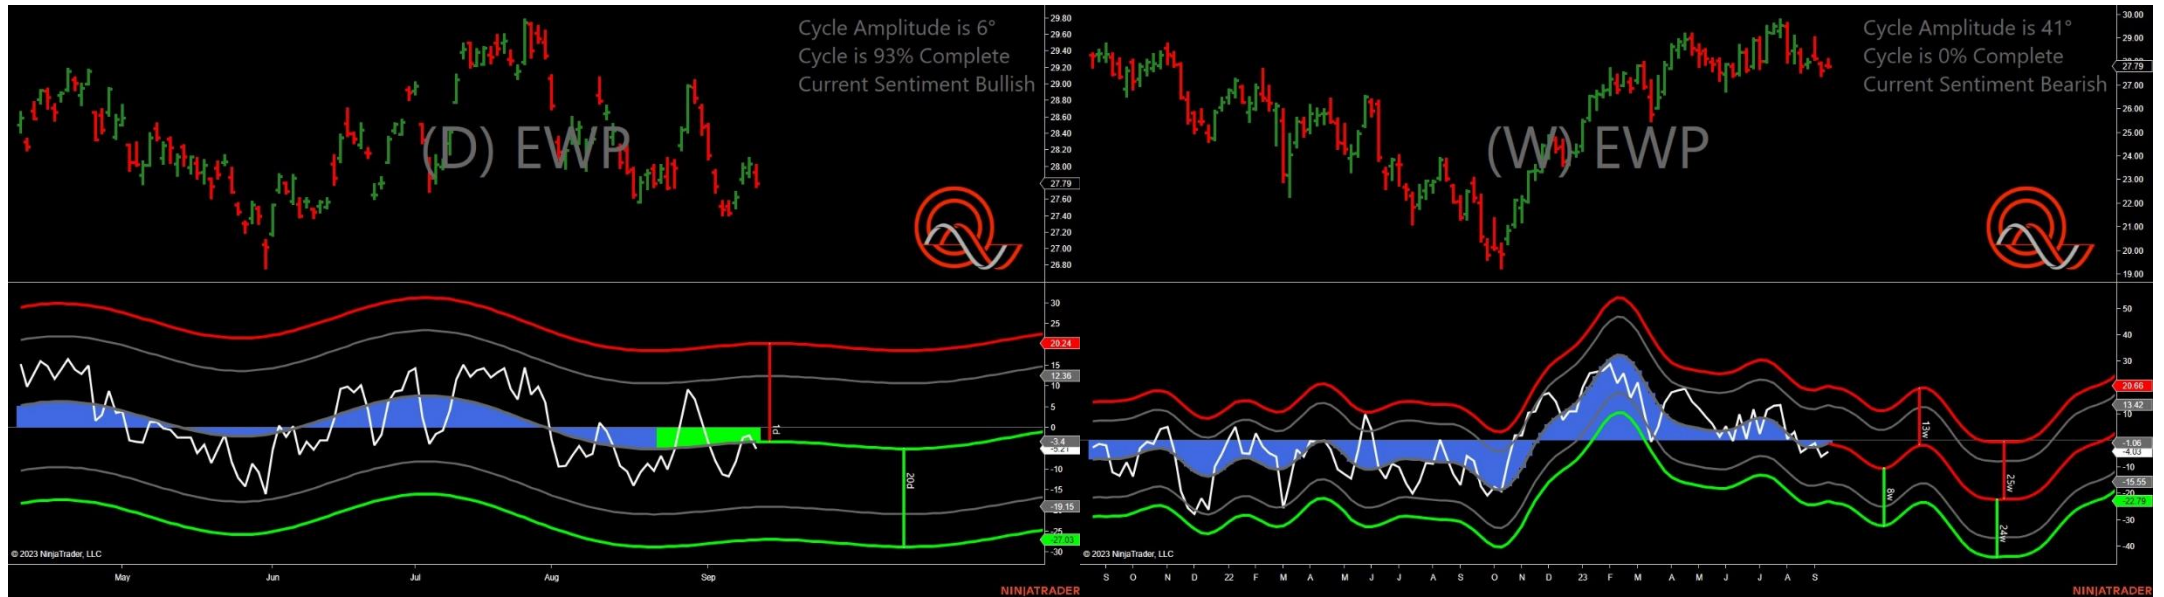 Cycle Amplitude is 6°
Cycle is 93% Complete
Current Sentiment Bullish
(D) EWP
29.80
29.60
29.40
29.20
29.00
28.80
28.60
28.40
28.20
28.00
27.79
27.60
27.40
27.20
27.00
26.80
30
25
20.24
15
12.36
10
5
0
-3.4
-5.21
-10
-15
-19.15
-25
-27.03
-30
1d
20d
© 2023 NinjaTrader, LLC
May
Jun
Jul
Aug
Sep
NINJATRADER
Cycle Amplitude is 41°
Cycle is 0% Complete
Current Sentiment Bearish
(W) EWP
30.00
29.00
27.79
27.00
26.00
25.00
24.00
23.00
22.00
21.00
20.00
19.00
50
40
30
20.66
13.42
10
-1.06
-4.03
-10
-15.55
-20
-22.79
-30
-40
13w
8w
25w
24w
© 2023 NinjaTrader, LLC
S O N D 22 F M A M J J A S O N D 23 F M A M J J A S
NINJATRADER